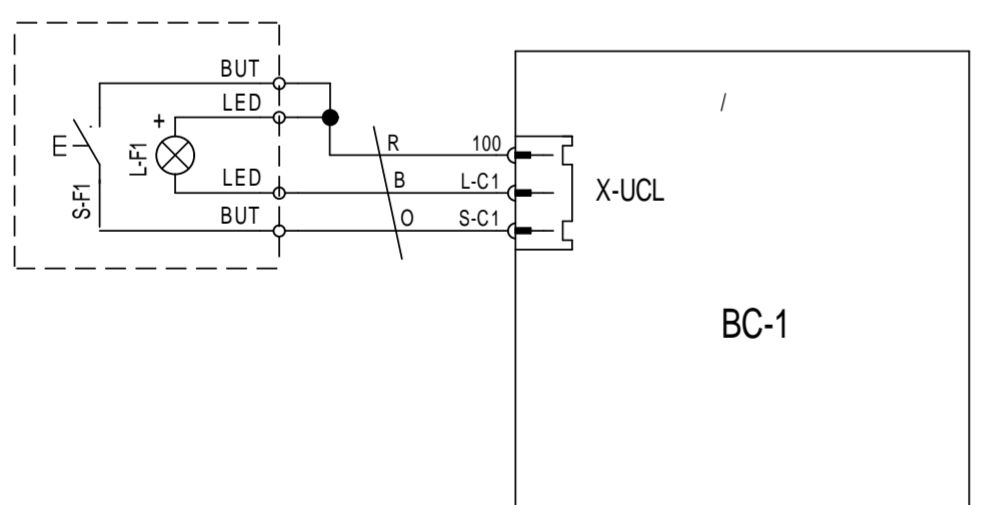 BUT
LED
+
L-F1
S-F1
LED
BUT
R 100
B L-C1
O S-C1
X-UCL
/
BC-1